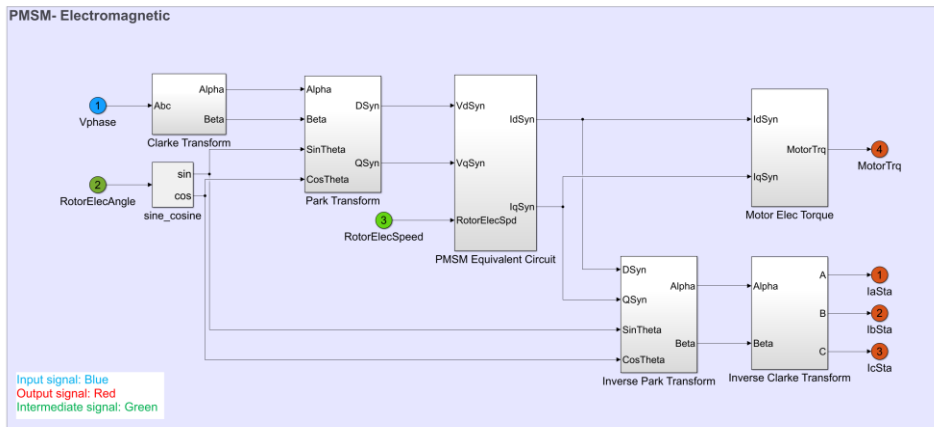 PMSM- Electromagnetic
1
Vphase
Abc
Alpha
Beta
Clarke Transform
2
RotorElecAngle
sin
cos
sine_cosine
Alpha
Beta
SinTheta
CosTheta
DSyn
QSyn
Park Transform
3
RotorElecSpeed
VdSyn
VqSyn
RotorElecSpd
IdSyn
IqSyn
PMSM Equivalent Circuit
IdSyn
IqSyn
MotorTrq
Motor Elec Torque
4
MotorTrq
DSyn
QSyn
SinTheta
CosTheta
Alpha
Beta
Inverse Park Transform
Alpha
Beta
A
B
C
Inverse Clarke Transform
1
IaSta
2
IbSta
3
IcSta
Input signal: Blue
Output signal: Red
Intermediate signal: Green